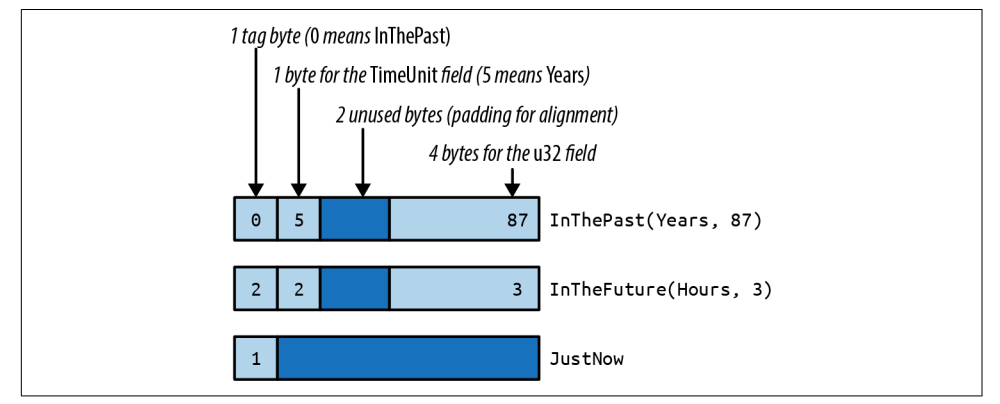 1 tag byte (0 means InThePast)
1 byte for the TimeUnit field (5 means Years)
2 unused bytes (padding for alignment)
4 bytes for the u32 field
0 5 87 InThePast(Years, 87)
2 2 3 InTheFuture(Hours, 3)
1 JustNow